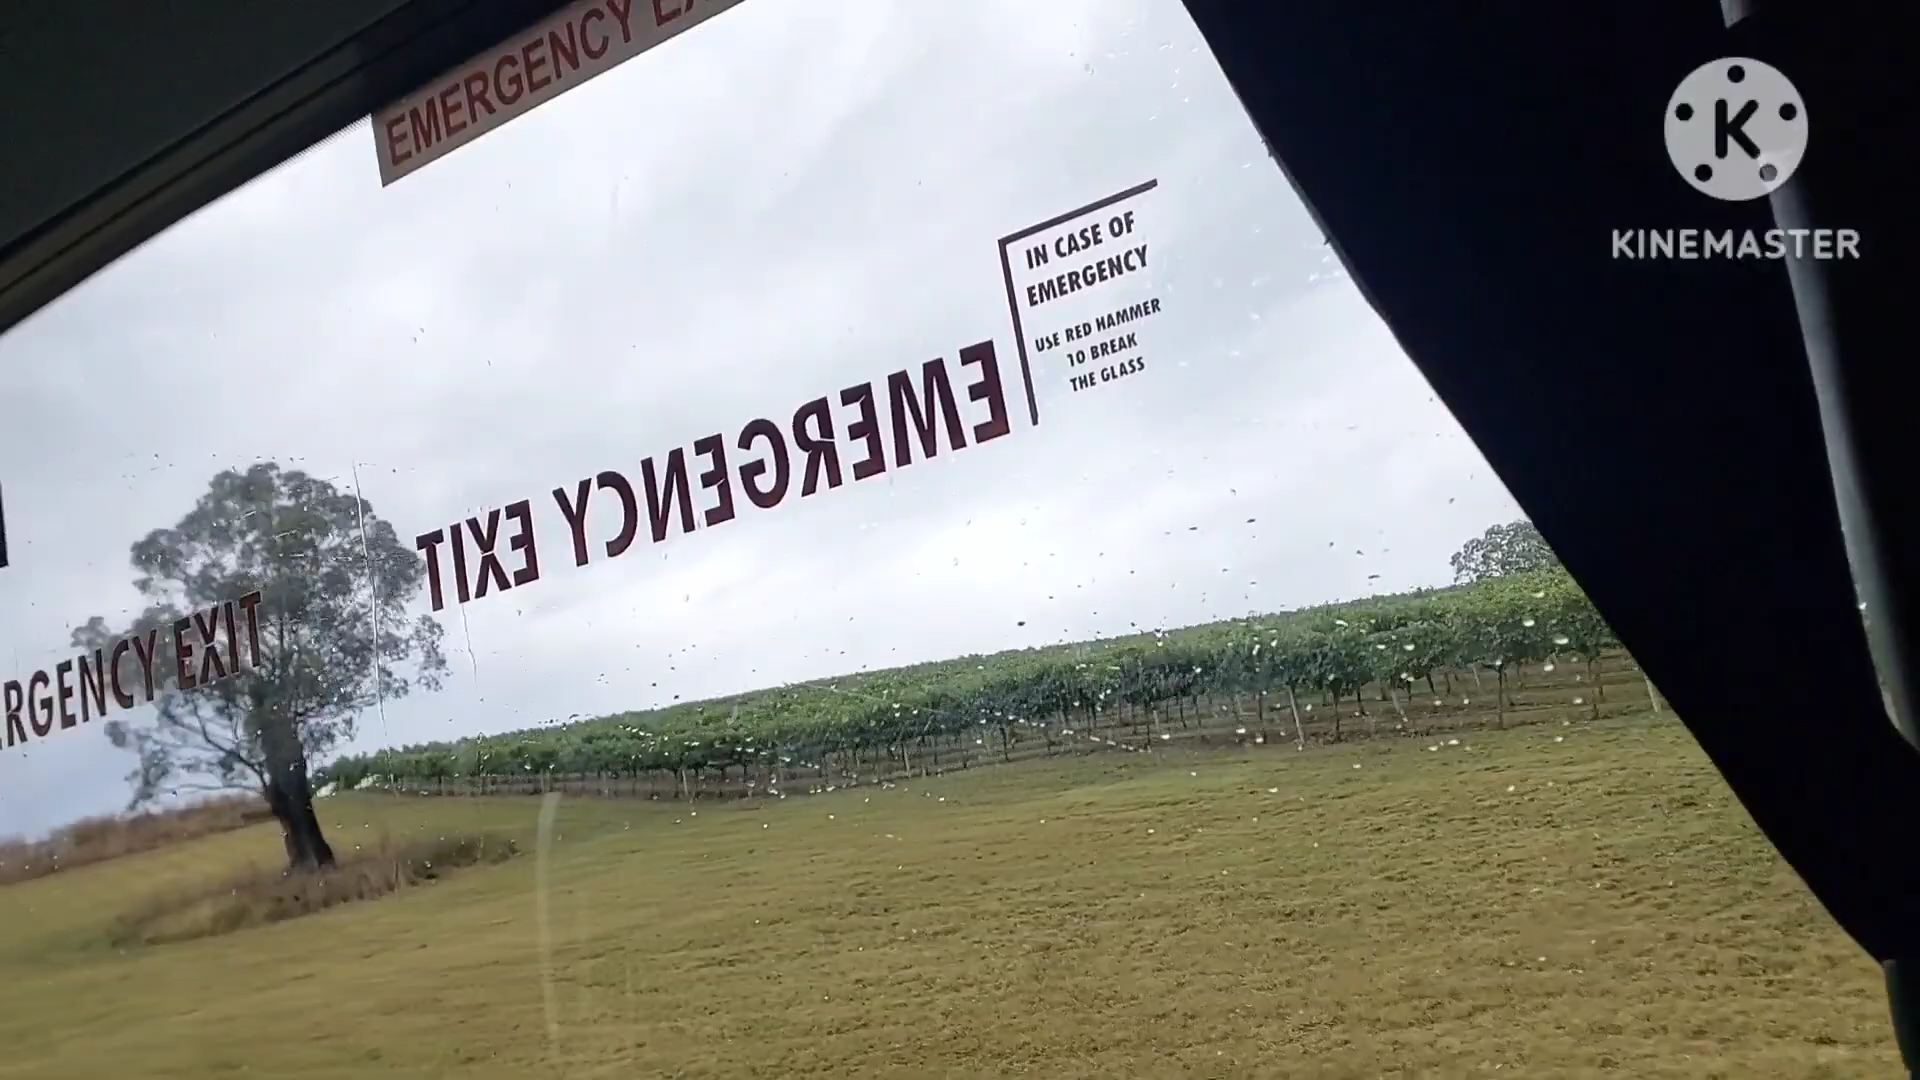 EMERGENCY EX
K
KINEMASTER
IN CASE OF
EMERGENCY
USE RED HAMMER
TO BREAK
THE GLASS
EMERGENCY EXIT
RGENCY EXIT